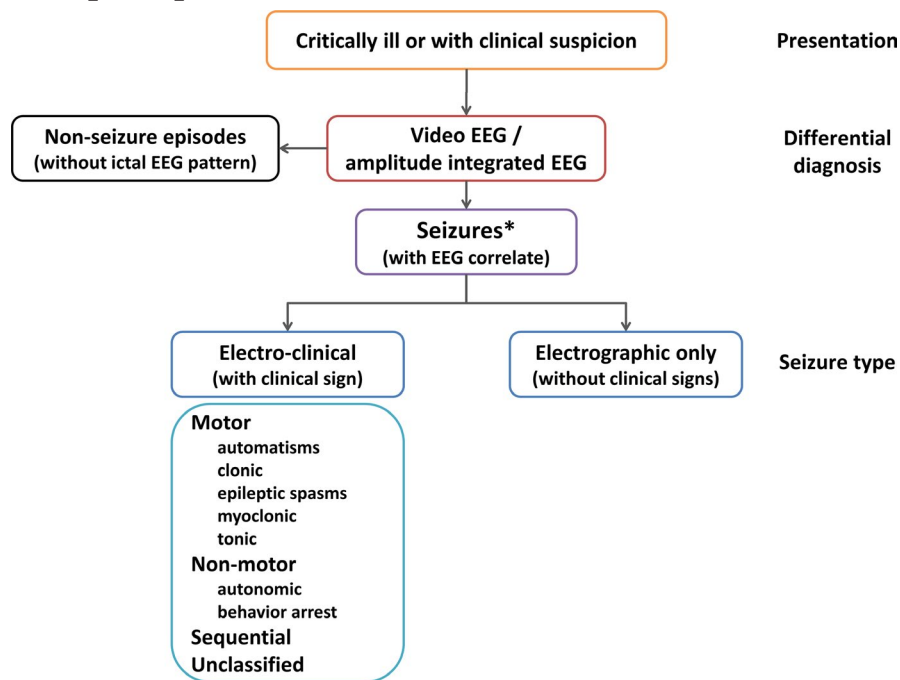 Critically ill or with clinical suspicion
Presentation
Non-seizure episodes
(without ictal EEG pattern)
Video EEG /
amplitude integrated EEG
Differential
diagnosis
Seizures*
(with EEG correlate)
Electro-clinical
(with clinical sign)
Electrographic only
(without clinical signs)
Seizure type
Motor
automatisms
clonic
epileptic spasms
myoclonic
tonic
Non-motor
autonomic
behavior arrest
Sequential
Unclassified